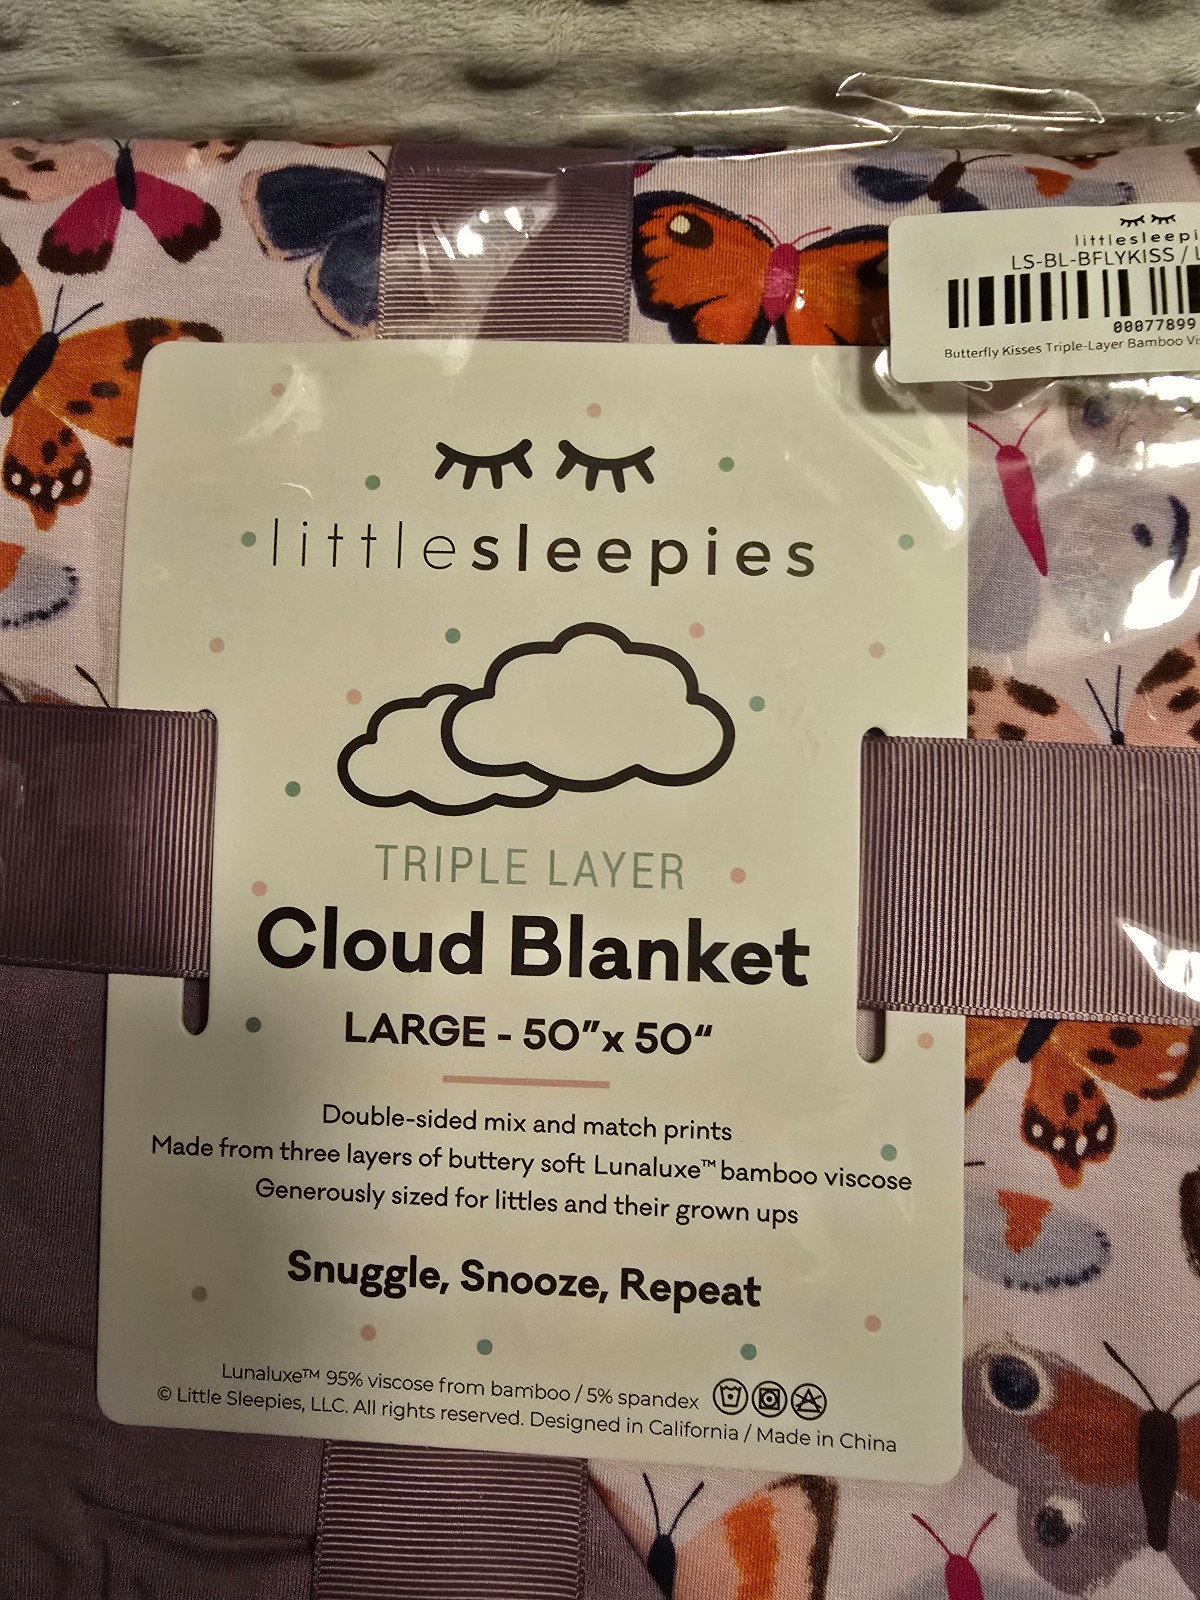 littlesleepi
LS-BL-BFLYKISS / L
00077899
Butterfly Kisses Triple-Layer Bamboo Vis
littlesleepies
TRIPLE LAYER
Cloud Blanket
LARGE - 50”x 50“
Double-sided mix and match prints
Made from three layers of buttery soft Lunaluxe™ bamboo viscose
Generously sized for littles and their grown ups
Snuggle, Snooze, Repeat
Lunaluxe™ 95% viscose from bamboo / 5% spandex
© Little Sleepies, LLC. All rights reserved. Designed in California / Made in China